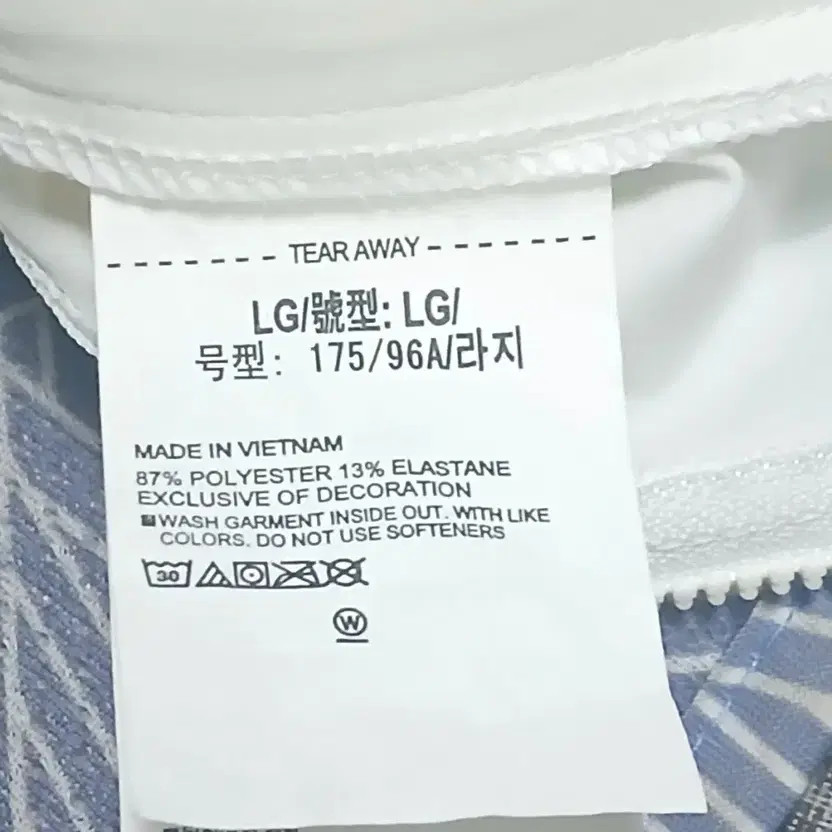 TEAR AWAY
LG/號型: LG/
号型: 175/96A/라지
MADE IN VIETNAM
87% POLYESTER 13% ELASTANE
EXCLUSIVE OF DECORATION
WASH GARMENT INSIDE OUT. WITH LIKE
COLORS. DO NOT USE SOFTENERS
30
W